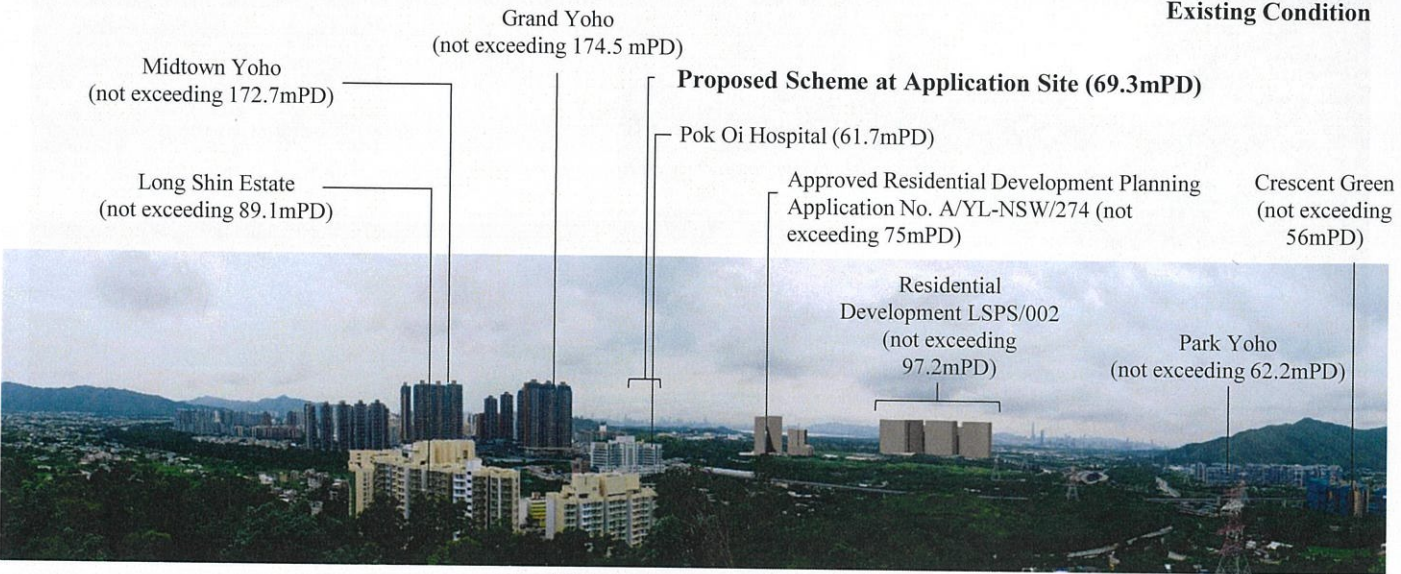 Existing Condition
Grand Yoho
(not exceeding 174.5 mPD)
Midtown Yoho
(not exceeding 172.7mPD)
Proposed Scheme at Application Site (69.3mPD)
Pok Oi Hospital (61.7mPD)
Long Shin Estate
(not exceeding 89.1mPD)
Approved Residential Development Planning
Application No. A/YL-NSW/274 (not
exceeding 75mPD)
Crescent Green
(not exceeding
56mPD)
Residential
Development LSPS/002
(not exceeding
97.2mPD)
Park Yoho
(not exceeding 62.2mPD)